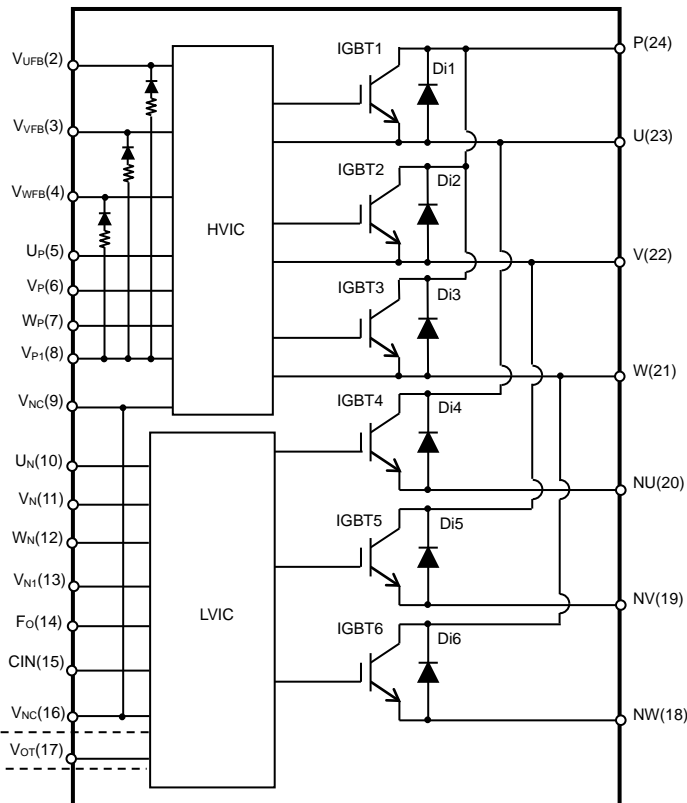 VUFB(2)
VVFB(3)
VWFB(4)
UP(5)
VP(6)
WP(7)
VP1(8)
VNC(9)
UN(10)
VN(11)
WN(12)
VN1(13)
FO(14)
CIN(15)
VNC(16)
VOT(17)
HVIC
LVIC
IGBT1
Di1
IGBT2
Di2
IGBT3
Di3
IGBT4
Di4
IGBT5
Di5
IGBT6
Di6
P(24)
U(23)
V(22)
W(21)
NU(20)
NV(19)
NW(18)